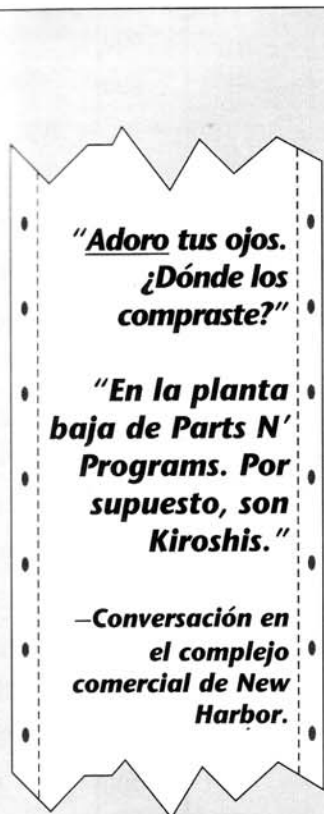 "Adoro tus ojos.
¿Dónde los
compraste?"
"En la planta
baja de Parts N'
Programs. Por
supuesto, son
Kiroshis."
–Conversación en
el complejo
comercial de New
Harbor.